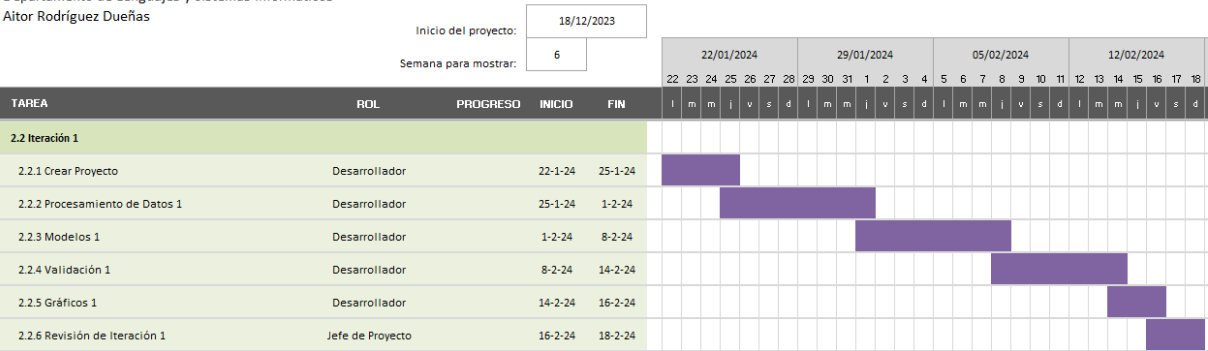 Aitor Rodríguez Dueñas
Inicio del proyecto: 18/12/2023
Semana para mostrar: 6
22/01/2024 29/01/2024 05/02/2024 12/02/2024
22 23 24 25 26 27 28 29 30 31 1 2 3 4 5 6 7 8 9 10 11 12 13 14 15 16 17 18
TAREA ROL PROGRESO INICIO FIN l m m j v s d l m m j v s d l m m j v s d l m m j v s d
2.2 Iteración 1
2.2.1 Crear Proyecto Desarrollador 22-1-24 25-1-24
2.2.2 Procesamiento de Datos 1 Desarrollador 25-1-24 1-2-24
2.2.3 Modelos 1 Desarrollador 1-2-24 8-2-24
2.2.4 Validación 1 Desarrollador 8-2-24 14-2-24
2.2.5 Gráficos 1 Desarrollador 14-2-24 16-2-24
2.2.6 Revisión de Iteración 1 Jefe de Proyecto 16-2-24 18-2-24